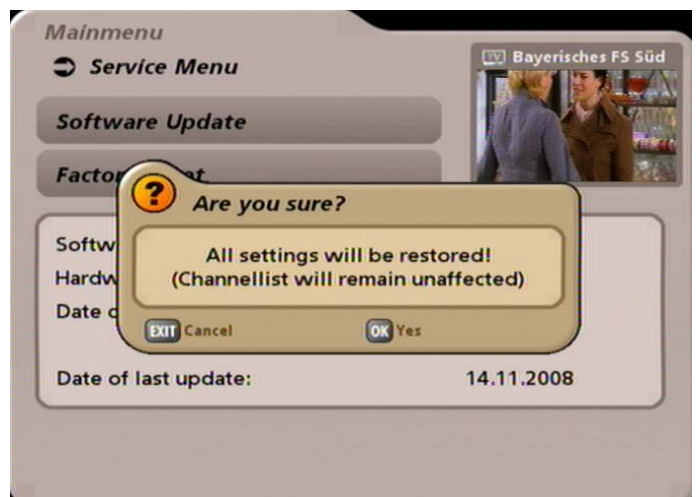 Mainmenu
Service Menu
TV Bayerisches FS Süd
Software Update
Are you sure?
All settings will be restored!
(Channellist will remain unaffected)
EXIT Cancel
OK Yes
Date of last update:
14.11.2008